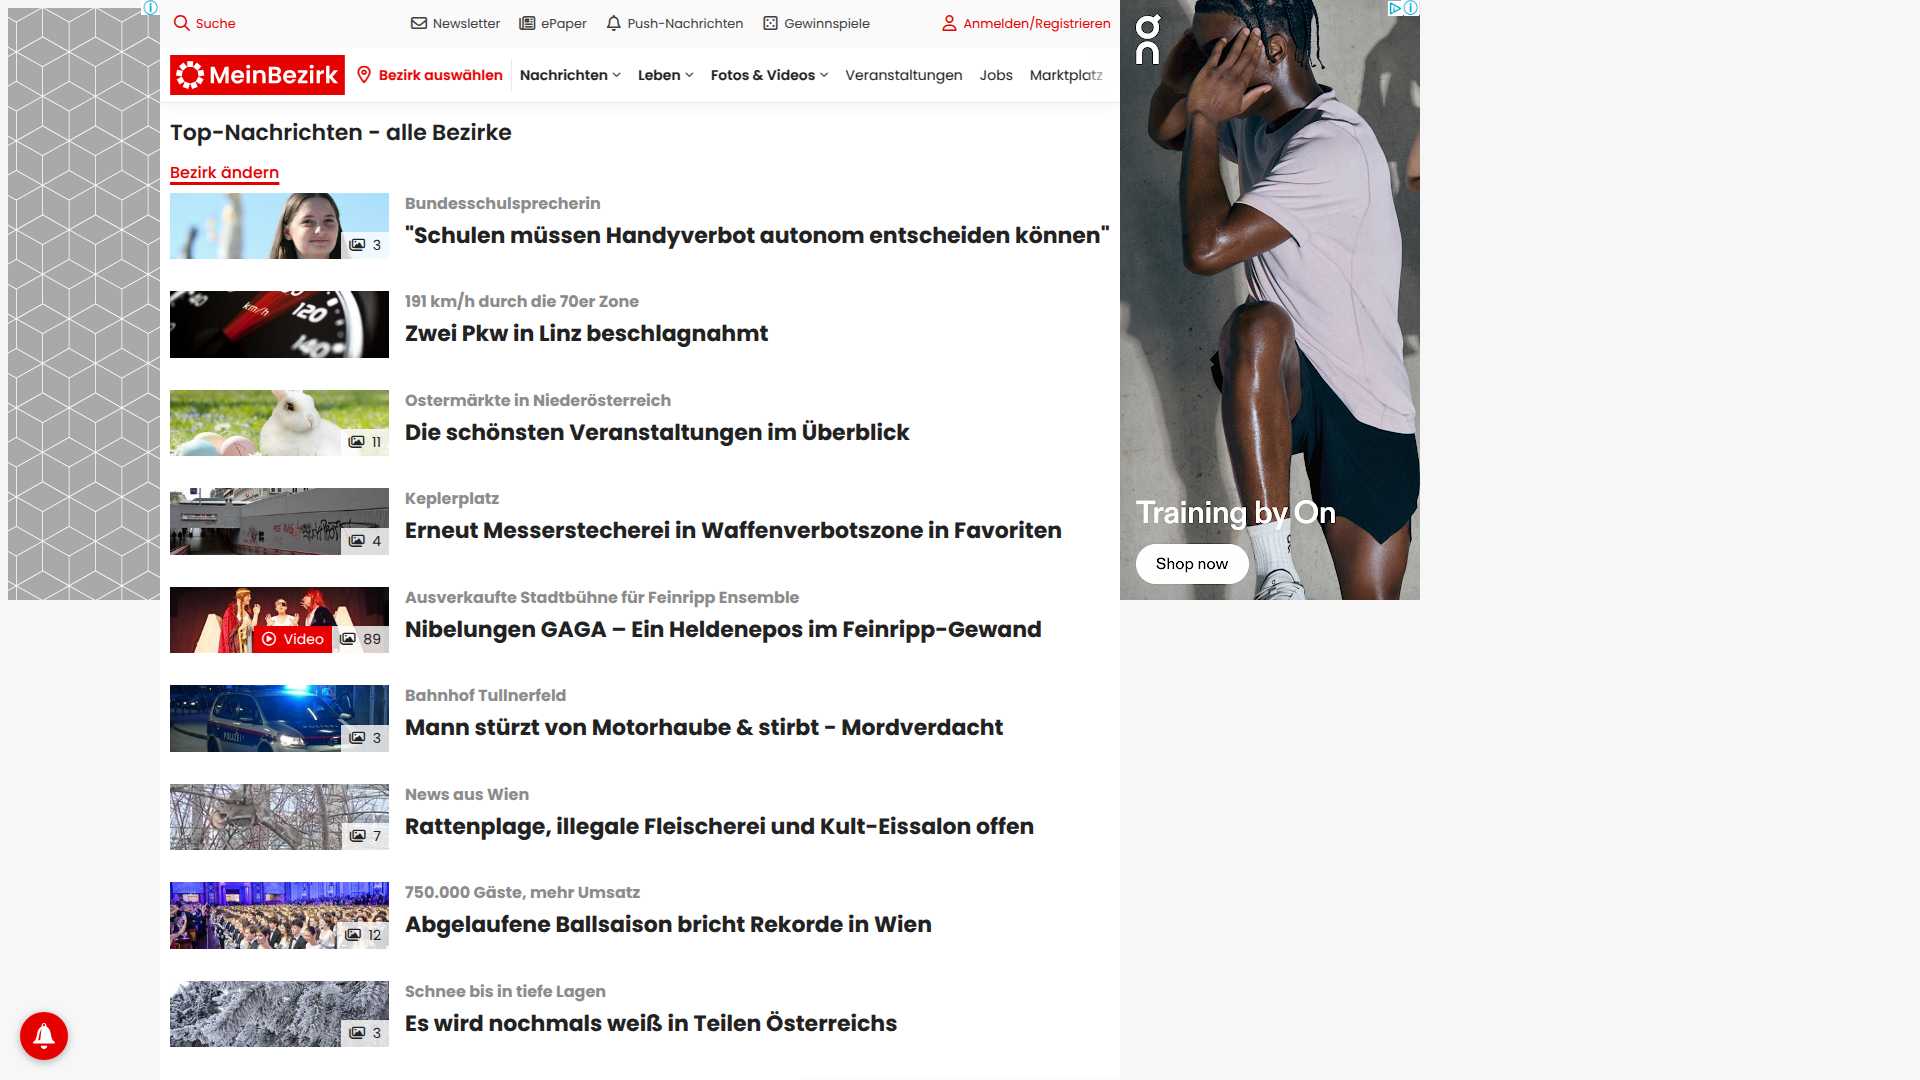 Suche
Newsletter
ePaper
Push-Nachrichten
Gewinnspiele
Anmelden/Registrieren
MeinBezirk
Bezirk auswählen
Nachrichten
Leben
Fotos & Videos
Veranstaltungen
Jobs
Marktplatz
Top-Nachrichten - alle Bezirke
Bezirk ändern
3
Bundesschulsprecherin
"Schulen müssen Handyverbot autonom entscheiden können"
km/h
120
140
191 km/h durch die 70er Zone
Zwei Pkw in Linz beschlagnahmt
11
Ostermärkte in Niederösterreich
Die schönsten Veranstaltungen im Überblick
4
Keplerplatz
Erneut Messerstecherei in Waffenverbotszone in Favoriten
Video
89
Ausverkaufte Stadtbühne für Feinripp Ensemble
Nibelungen GAGA – Ein Heldenepos im Feinripp-Gewand
POLIZEI
3
Bahnhof Tullnerfeld
Mann stürzt von Motorhaube & stirbt - Mordverdacht
7
News aus Wien
Rattenplage, illegale Fleischerei und Kult-Eissalon offen
12
750.000 Gäste, mehr Umsatz
Abgelaufene Ballsaison bricht Rekorde in Wien
3
Schnee bis in tiefe Lagen
Es wird nochmals weiß in Teilen Österreichs
On
Training by On
Shop now